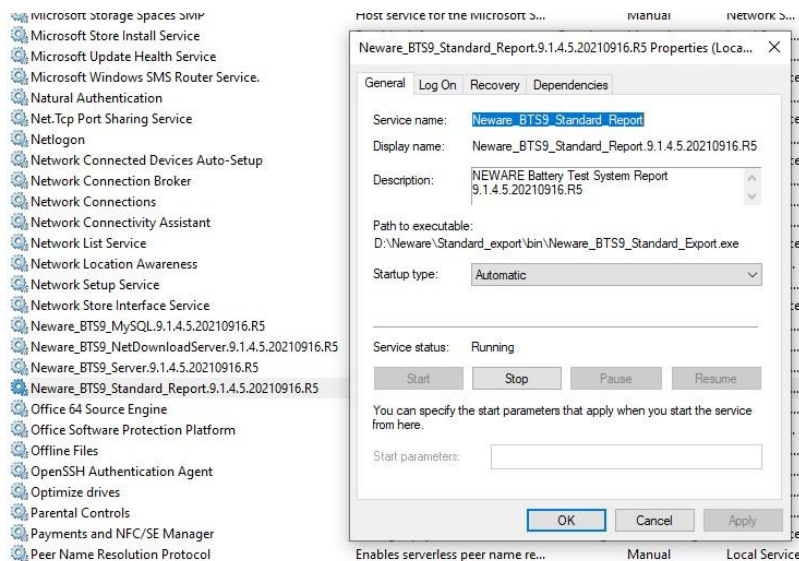 Microsoft Storage Spaces SMP Host service for the Microsoft S... Manual Network S...
Microsoft Store Install Service
Microsoft Update Health Service
Microsoft Windows SMS Router Service.
Natural Authentication
Net.Tcp Port Sharing Service
Netlogon
Network Connected Devices Auto-Setup
Network Connection Broker
Network Connections
Network Connectivity Assistant
Network List Service
Network Location Awareness
Network Setup Service
Network Store Interface Service
Neware_BTS9_MySQL.9.1.4.5.20210916.R5
Neware_BTS9_NetDownloadServer.9.1.4.5.20210916.R5
Neware_BTS9_Server.9.1.4.5.20210916.R5
Neware_BTS9_Standard_Report.9.1.4.5.20210916.R5
Office 64 Source Engine
Office Software Protection Platform
Offline Files
OpenSSH Authentication Agent
Optimize drives
Parental Controls
Payments and NFC/SE Manager
Peer Name Resolution Protocol Enables serverless peer name re... Manual Local Service
Neware_BTS9_Standard_Report.9.1.4.5.20210916.R5 Properties (Loca...
General Log On Recovery Dependencies
Service name: Neware_BTS9_Standard_Report
Display name: Neware_BTS9_Standard_Report.9.1.4.5.20210916.R5
Description: NEWARE Battery Test System Report
9.1.4.5.20210916.R5
Path to executable:
D:\Neware\Standard_export\bin\Neware_BTS9_Standard_Export.exe
Startup type: Automatic
Service status: Running
Start Stop Pause Resume
You can specify the start parameters that apply when you start the service
from here.
Start parameters:
OK Cancel Apply